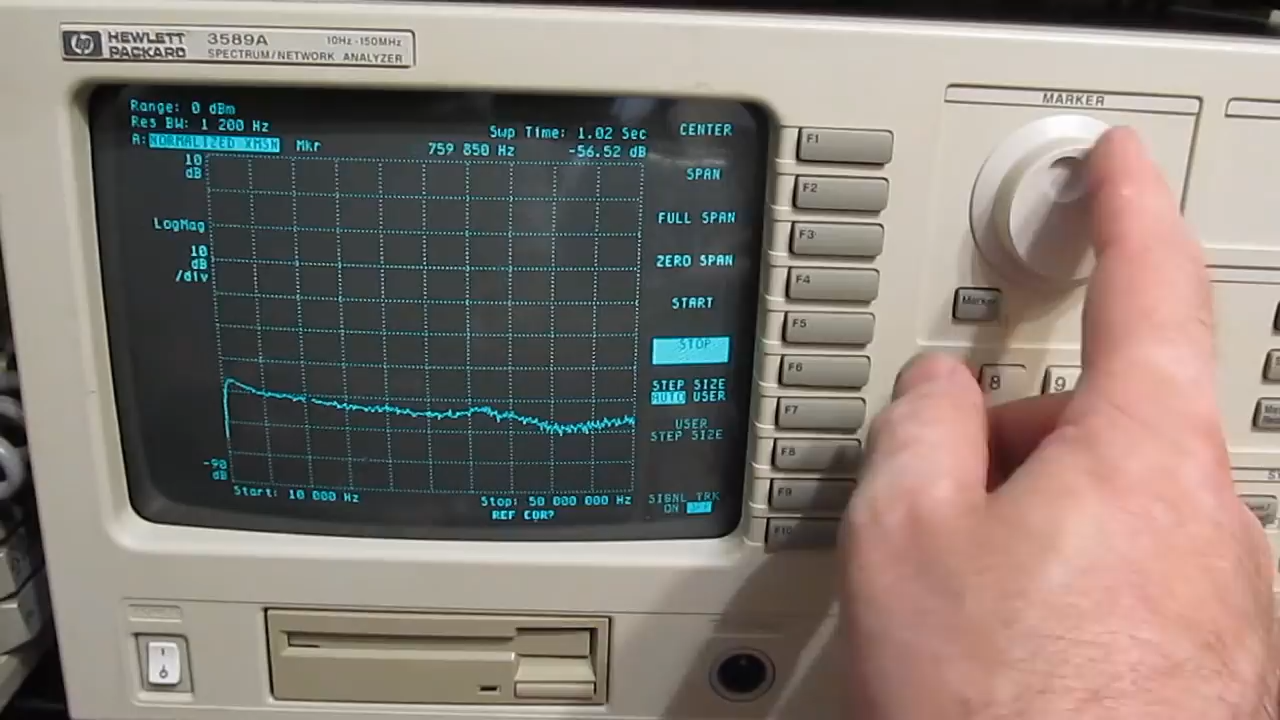 hp HEWLETT PACKARD
3589A 10Hz-150MHz
SPECTRUM/NETWORK ANALYZER
MARKER
Range: 0 dBm
Res BW: 1 200 Hz
Swp Time: 1.02 Sec
A: NORMALIZED XMSN Mkr 759 850 Hz -56.52 dB
10
dB
LogMag
10
dB
/div
-90
dB
Start: 10 000 Hz
Stop: 50 000 000 Hz
REF COR?
CENTER
SPAN
FULL SPAN
ZERO SPAN
START
STOP
STEP SIZE
AUTO USER
USER
STEP SIZE
SIGNL TRK
ON OFF
F1
F2
F3
F4
F5
F6
F7
F8
F9
F10
Marker
8
9